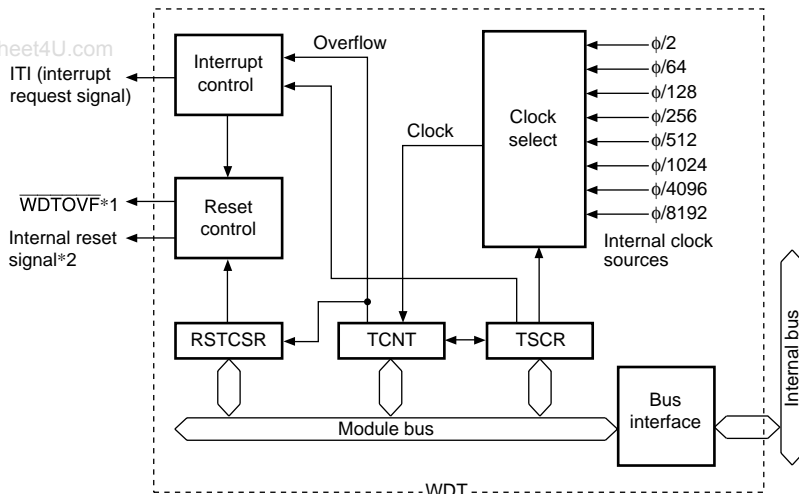 heet4U.com
Overflow
Interrupt
control
ITI (interrupt
request signal)
Clock
Clock
select
ϕ/2
ϕ/64
ϕ/128
ϕ/256
ϕ/512
ϕ/1024
ϕ/4096
ϕ/8192
Internal clock
sources
WDTOVF*1
Internal reset
signal*2
Reset
control
RSTCSR
TCNT
TSCR
Module bus
Bus
interface
Internal bus
WDT